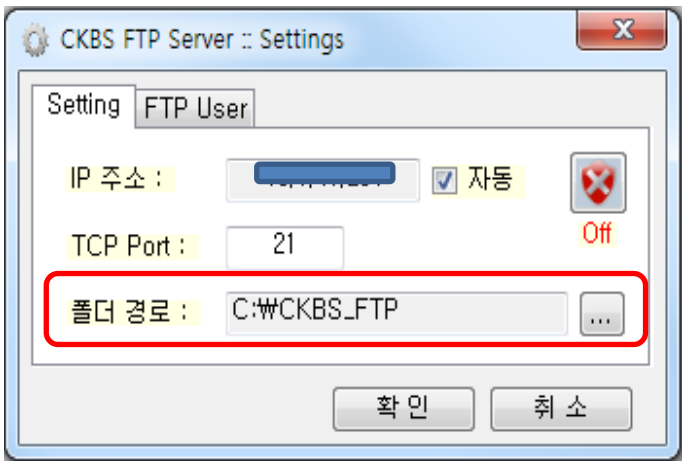 CKBS FTP Server :: Settings
Setting FTP User
IP 주소 : 자동
Off
TCP Port : 21
폴더 경로 : C:₩CKBS_FTP ...
확 인 취 소